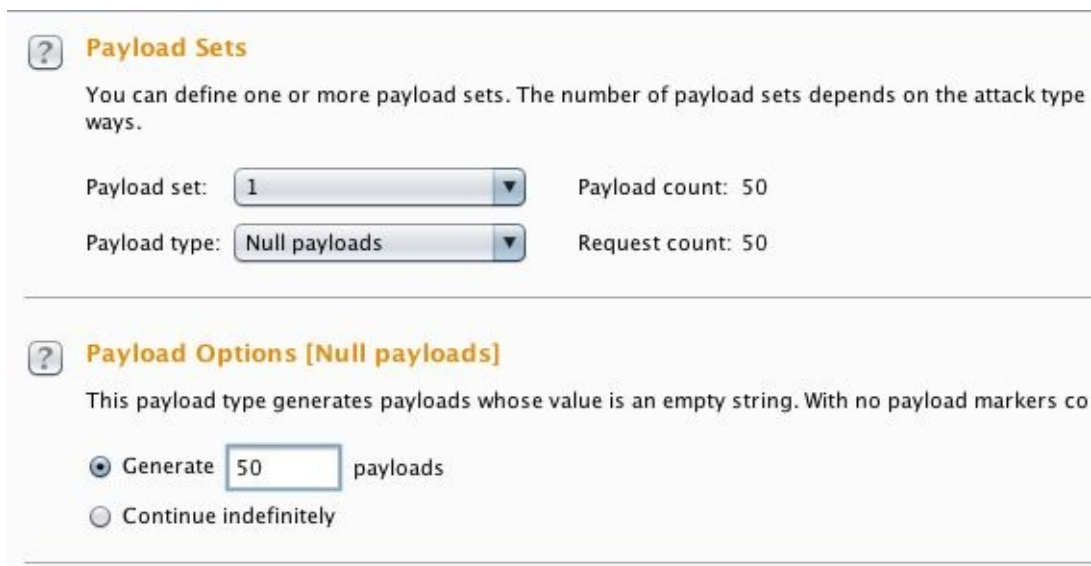 ? Payload Sets
You can define one or more payload sets. The number of payload sets depends on the attack type
ways.
Payload set: 1 Payload count: 50
Payload type: Null payloads Request count: 50
? Payload Options [Null payloads]
This payload type generates payloads whose value is an empty string. With no payload markers co
Generate 50 payloads
Continue indefinitely